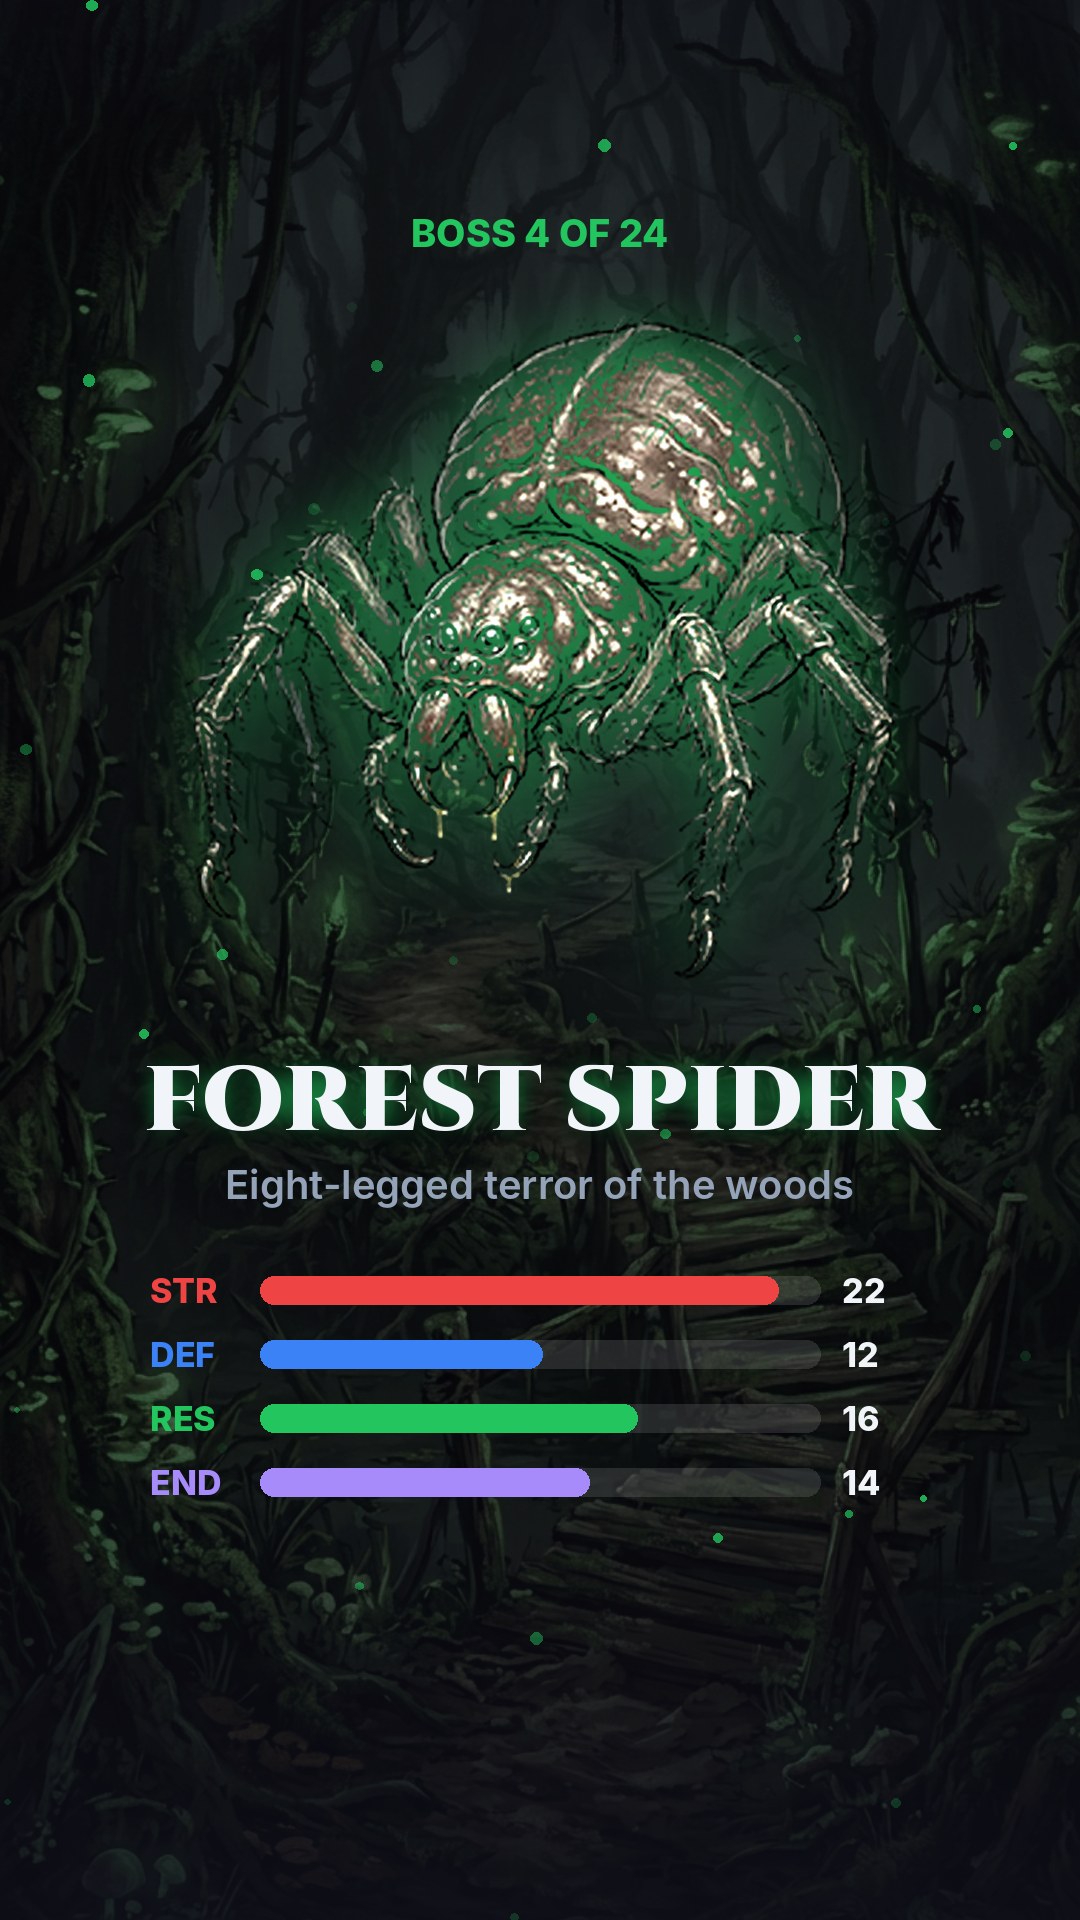 BOSS 4 OF 24
FOREST SPIDER
Eight-legged terror of the woods
STR 22
DEF 12
RES 16
END 14